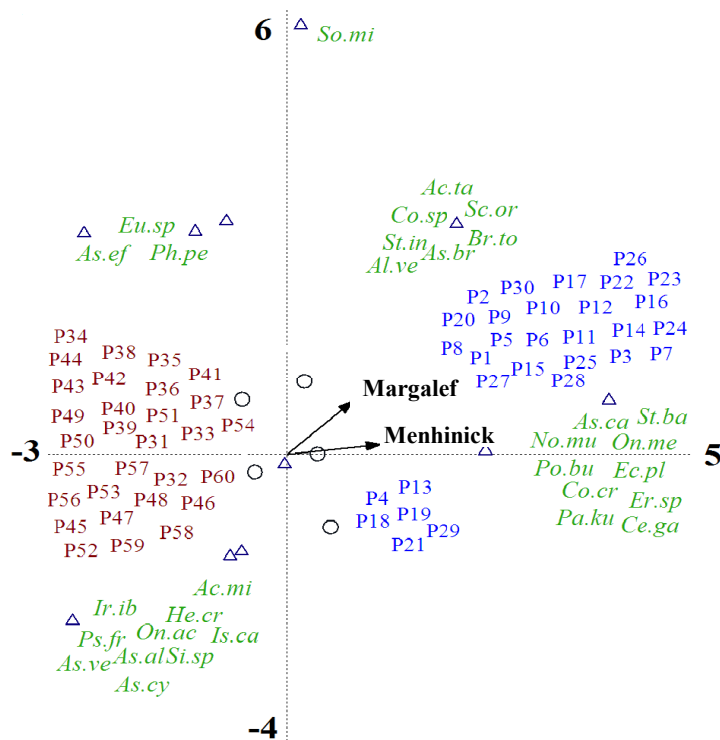 6
So.mi
Ac.ta
Co.sp Sc.or
Eu.sp
St.in As.br Br.to
As.ef Ph.pe
Al.ve
P26
P30 P17 P22 P23
P2
P10 P12 P16
P20 P9
P14 P24
P34
P5 P6 P11
P8
P44 P38 P35
P1 P3 P7
P15 P25
P43 P42 P41
P27 P28
P36
Margalef
P49 P40 P51 P37
As.ca St.ba
P39 P33 P54
Menhinick
P50 P31
No.mu On.me
-3
5
P55 P57
P32 P60
Po.bu Ec.pl
P56 P53 P48 P46
P4 P13
Co.cr Er.sp
P45 P47
P18 P19
Pa.ku Ce.ga
P58
P29
P52 P59
P21
Ac.mi
Ir.ib
He.cr
Ps.fr On.ac Is.ca
As.ve As.al Si.sp
As.cy
-4